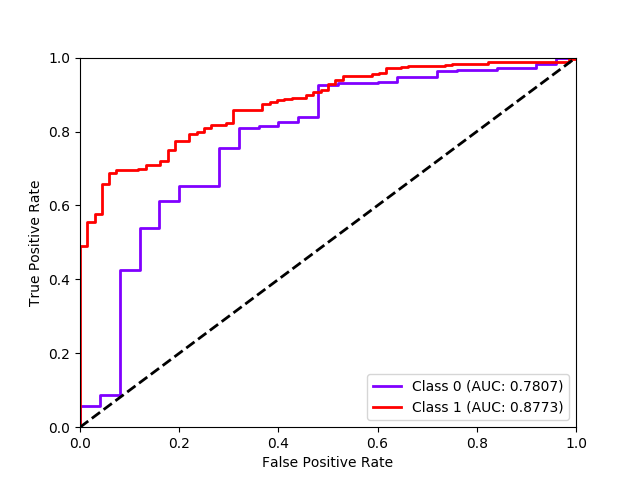 1.0
0.8
0.6
0.4
0.2
0.0
True Positive Rate
0.0 0.2 0.4 0.6 0.8 1.0
False Positive Rate
Class 0 (AUC: 0.7807)
Class 1 (AUC: 0.8773)